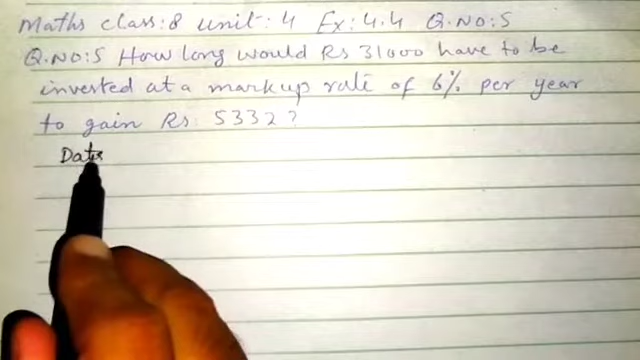 Maths class:8 unit:4 Ex:4.4 Q.NO:5
Q.NO:5 How long would Rs 31000 have to be
invested at a markup rate of 6% per year
to gain Rs. 5332?
Data